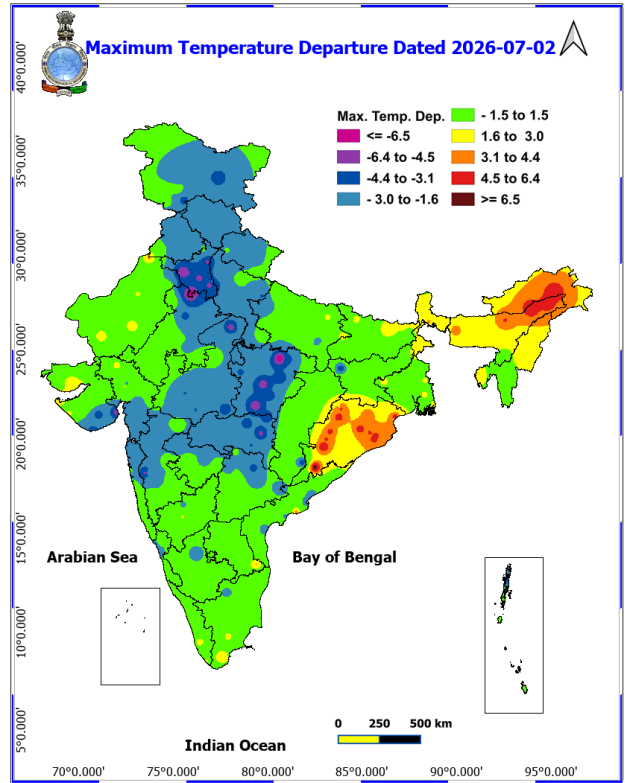 Maximum Temperature Departure Dated 2026-07-02
Max. Temp. Dep.
<= -6.5
-6.4 to -4.5
-4.4 to -3.1
- 3.0 to -1.6
- 1.5 to 1.5
1.6 to 3.0
3.1 to 4.4
4.5 to 6.4
>= 6.5
40°0.000'
35°0.000'
30°0.000'
25°0.000'
20°0.000'
15°0.000'
10°0.000'
5°0.000'
Arabian Sea
Bay of Bengal
Indian Ocean
0 250 500 km
70°0.000' 75°0.000' 80°0.000' 85°0.000' 90°0.000' 95°0.000'